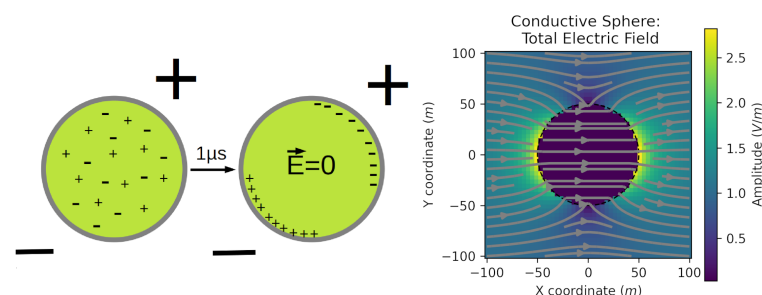 +
+
1μs
E=0
−
−
Conductive Sphere:
Total Electric Field
100
50
0
−50
−100
Y coordinate (m)
−100
−50
0
50
100
X coordinate (m)
2.5
2.0
1.5
1.0
0.5
Amplitude (V/m)